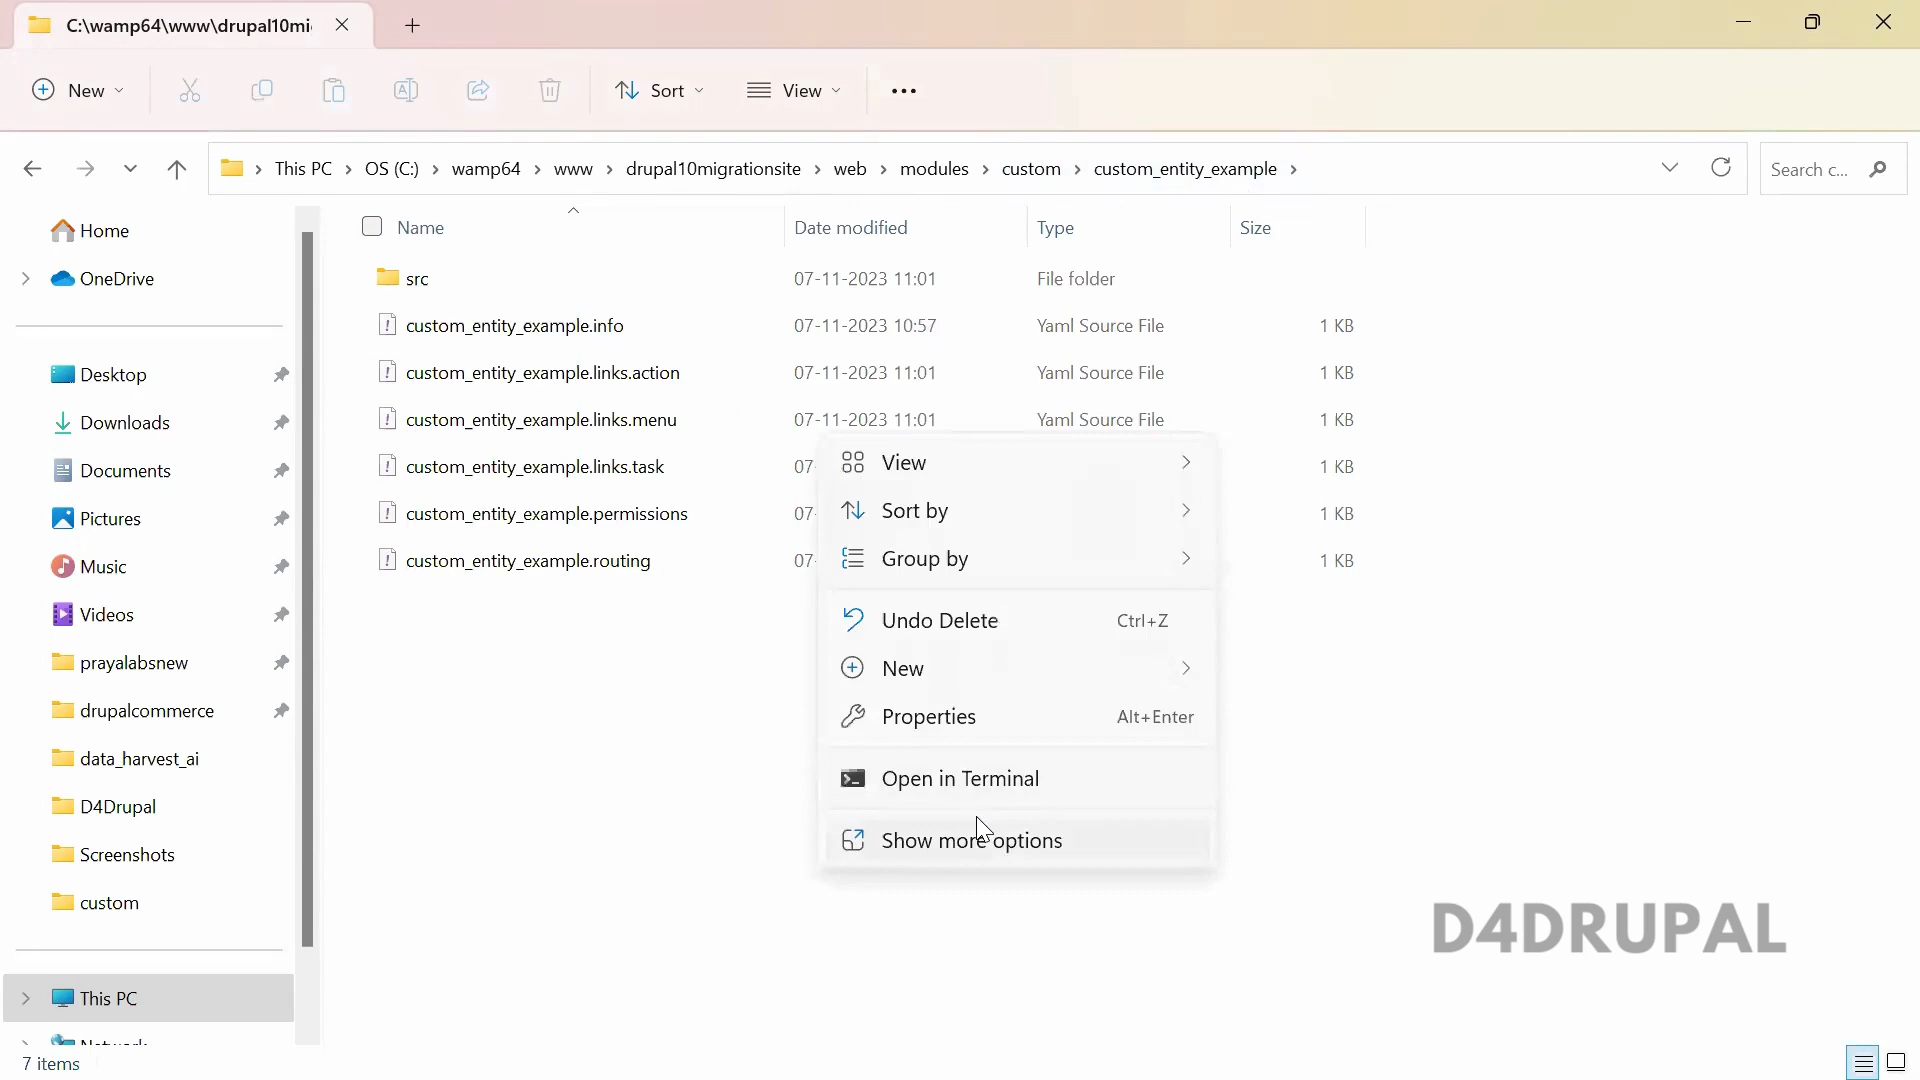 C:\wamp64\www\drupal10mi
New
Sort
View
This PC > OS (C:) > wamp64 > www > drupal10migrationsite > web > modules > custom > custom_entity_example >
Search c...
Home
OneDrive
Desktop
Downloads
Documents
Pictures
Music
Videos
prayalabsnew
drupalcommerce
data_harvest_ai
D4Drupal
Screenshots
custom
This PC
Network
Name Date modified Type Size
src 07-11-2023 11:01 File folder
custom_entity_example.info 07-11-2023 10:57 Yaml Source File 1 KB
custom_entity_example.links.action 07-11-2023 11:01 Yaml Source File 1 KB
custom_entity_example.links.menu 07-11-2023 11:01 Yaml Source File 1 KB
custom_entity_example.links.task 07- 1 KB
custom_entity_example.permissions 07- 1 KB
custom_entity_example.routing 07- 1 KB
View
Sort by
Group by
Undo Delete Ctrl+Z
New
Properties Alt+Enter
Open in Terminal
Show more options
D4DRUPAL
7 items